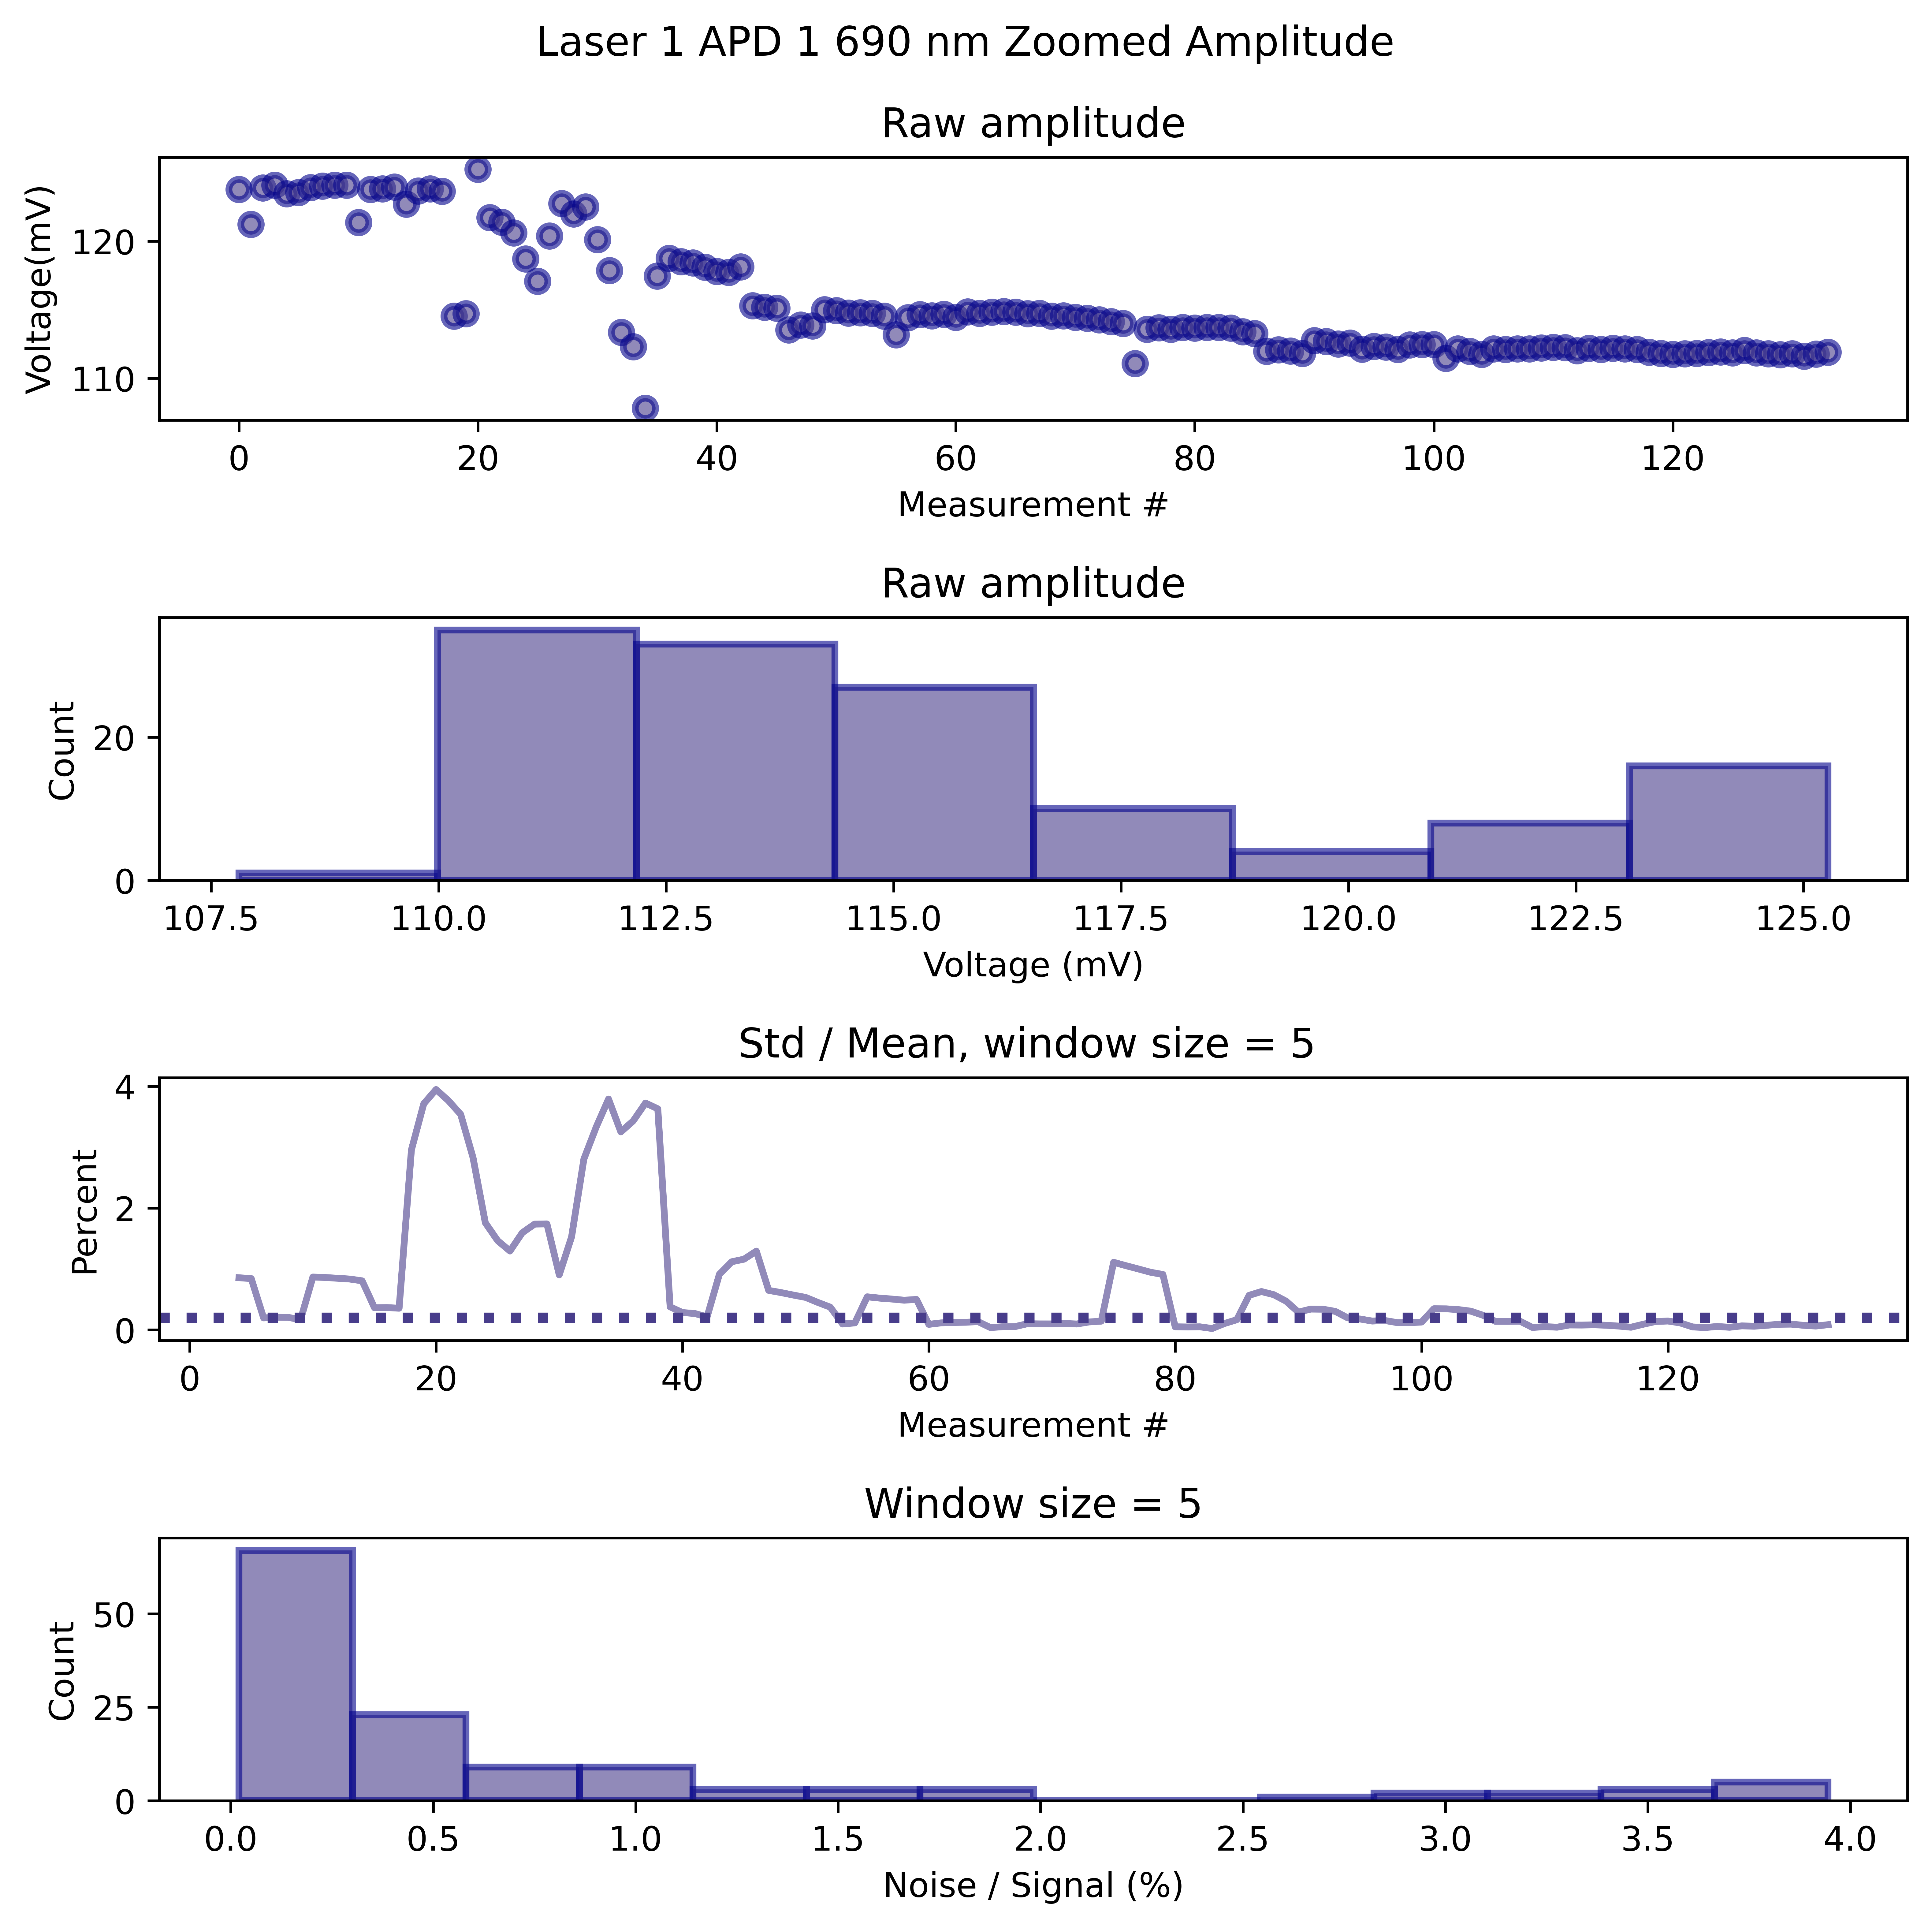 Laser 1 APD 1 690 nm Zoomed Amplitude
Raw amplitude
Voltage(mV)
120
110
0 20 40 60 80 100 120
Measurement #
Raw amplitude
Count
20
0
107.5 110.0 112.5 115.0 117.5 120.0 122.5 125.0
Voltage (mV)
Std / Mean, window size = 5
Percent
4
2
0
0 20 40 60 80 100 120
Measurement #
Window size = 5
Count
50
25
0
0.0 0.5 1.0 1.5 2.0 2.5 3.0 3.5 4.0
Noise / Signal (%)